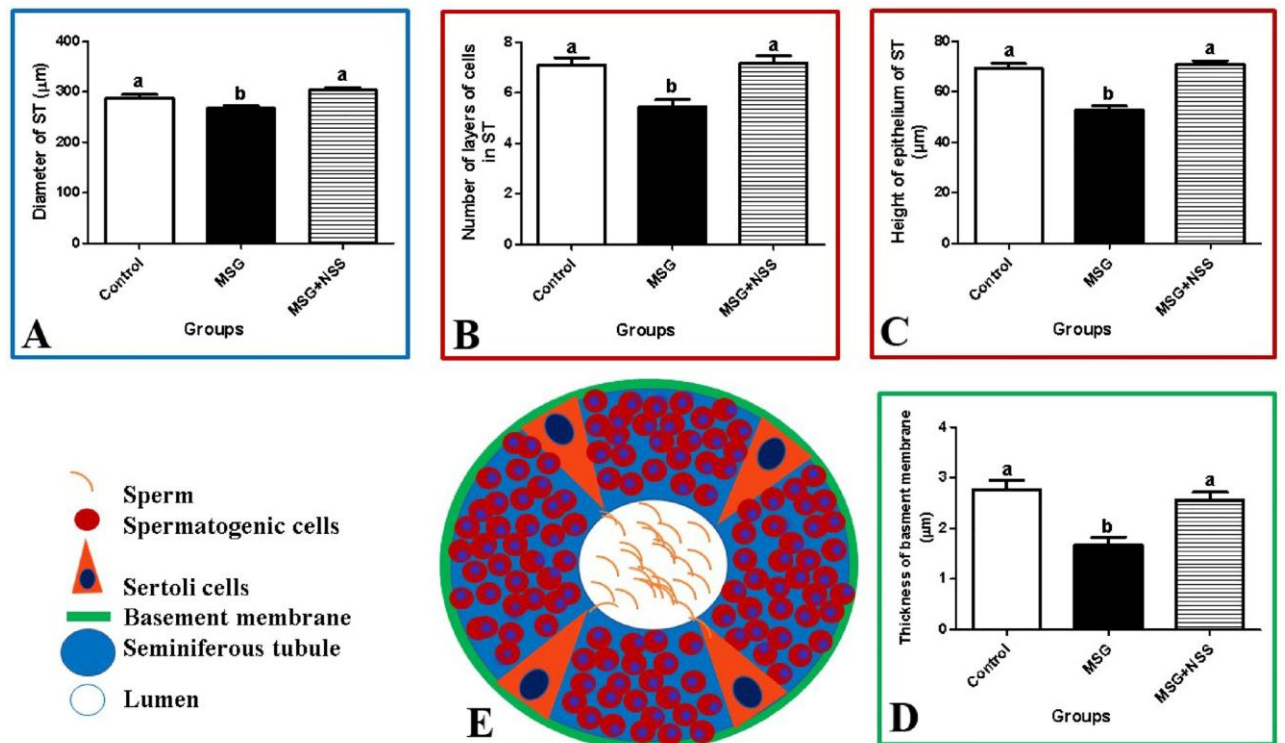 400
300
200
100
0
Diameter of ST (µm)
a
b
a
Control
MSG
MSG+NSS
Groups
A
8
6
4
2
0
Number of layers of cells
in ST
a
b
a
Control
MSG
MSG+NSS
Groups
B
80
60
40
20
0
Height of epithelium of ST
(µm)
a
b
a
Control
MSG
MSG+NSS
Groups
C
Sperm
Spermatogenic cells
Sertoli cells
Basement membrane
Seminiferous tubule
Lumen
E
4
3
2
1
0
Thickness of basment membrane
(µm)
a
b
a
Control
MSG
MSG+NSS
Groups
D